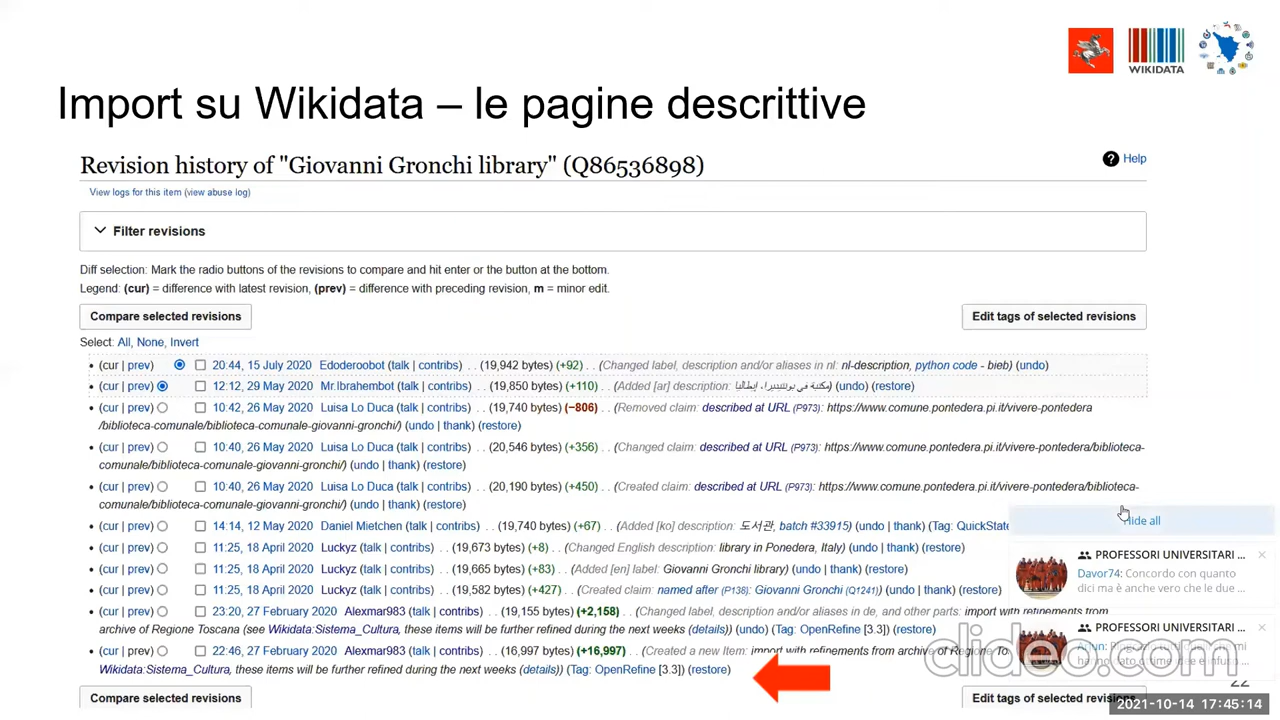 WIKIDATA
Import su Wikidata – le pagine descrittive
Revision history of "Giovanni Gronchi library" (Q86536898)
Help
View logs for this item (view abuse log)
Filter revisions
Diff selection: Mark the radio buttons of the revisions to compare and hit enter or the button at the bottom.
Legend: (cur) = difference with latest revision, (prev) = difference with preceding revision, m = minor edit.
Compare selected revisions
Edit tags of selected revisions
Select: All, None, Invert
(cur | prev) 20:44, 15 July 2020 Edoderoobot (talk | contribs) . . (19,942 bytes) (+92) . . (Changed label, description and/or aliases in nl: nl-description, python code - bieb) (undo)
(cur | prev) 12:12, 29 May 2020 Mr.Ibrahembot (talk | contribs) . . (19,850 bytes) (+110) . . (Added [ar] description: مكتبة في بونتيديرا، إيطاليا) (undo) (restore)
(cur | prev) 10:42, 26 May 2020 Luisa Lo Duca (talk | contribs) . . (19,740 bytes) (−806) . . (Removed claim: described at URL (P973): https://www.comune.pontedera.pi.it/vivere-pontedera
/biblioteca-comunale/biblioteca-comunale-giovanni-gronchi/) (undo | thank) (restore)
(cur | prev) 10:40, 26 May 2020 Luisa Lo Duca (talk | contribs) . . (20,546 bytes) (+356) . . (Changed claim: described at URL (P973): https://www.comune.pontedera.pi.it/vivere-pontedera/biblioteca-
comunale/biblioteca-comunale-giovanni-gronchi/) (undo | thank) (restore)
(cur | prev) 10:40, 26 May 2020 Luisa Lo Duca (talk | contribs) . . (20,190 bytes) (+450) . . (Created claim: described at URL (P973): https://www.comune.pontedera.pi.it/vivere-pontedera/biblioteca-
comunale/biblioteca-comunale-giovanni-gronchi/) (undo | thank) (restore)
(cur | prev) 14:14, 12 May 2020 Daniel Mietchen (talk | contribs) . . (19,740 bytes) (+67) . . (Added [ko] description: 도서관, batch #33915) (undo | thank) (Tag: QuickState
(cur | prev) 11:25, 18 April 2020 Luckyz (talk | contribs) . . (19,673 bytes) (+8) . . (Changed English description: library in Ponedera, Italy) (undo | thank) (restore)
(cur | prev) 11:25, 18 April 2020 Luckyz (talk | contribs) . . (19,665 bytes) (+83) . . (Added [en] label: Giovanni Gronchi library) (undo | thank) (restore)
(cur | prev) 11:25, 18 April 2020 Luckyz (talk | contribs) . . (19,582 bytes) (+427) . . (Created claim: named after (P138): Giovanni Gronchi (Q1241)) (undo | thank) (restore)
(cur | prev) 23:20, 27 February 2020 Alexmar983 (talk | contribs) . . (19,155 bytes) (+2,158) . . (Changed label, description and/or aliases in de, and other parts: import with refinements from
archive of Regione Toscana (see Wikidata:Sistema_Cultura, these items will be further refined during the next weeks (details)) (undo) (Tag: OpenRefine [3.3]) (restore)
(cur | prev) 22:46, 27 February 2020 Alexmar983 (talk | contribs) . . (16,997 bytes) (+16,997) . . (Created a new Item: import with refinements from archive of Regione To
Wikidata:Sistema_Cultura, these items will be further refined during the next weeks (details)) (Tag: OpenRefine [3.3]) (restore)
Compare selected revisions
Edit tags of selected revisions
Hide all
PROFESSORI UNIVERSITARI ...
Davor74: Concordo con quanto
dici ma è anche vero che le due ...
PROFESSORI UNIVERSITARI ...
clideo.com
22
2021-10-14 17:45:14